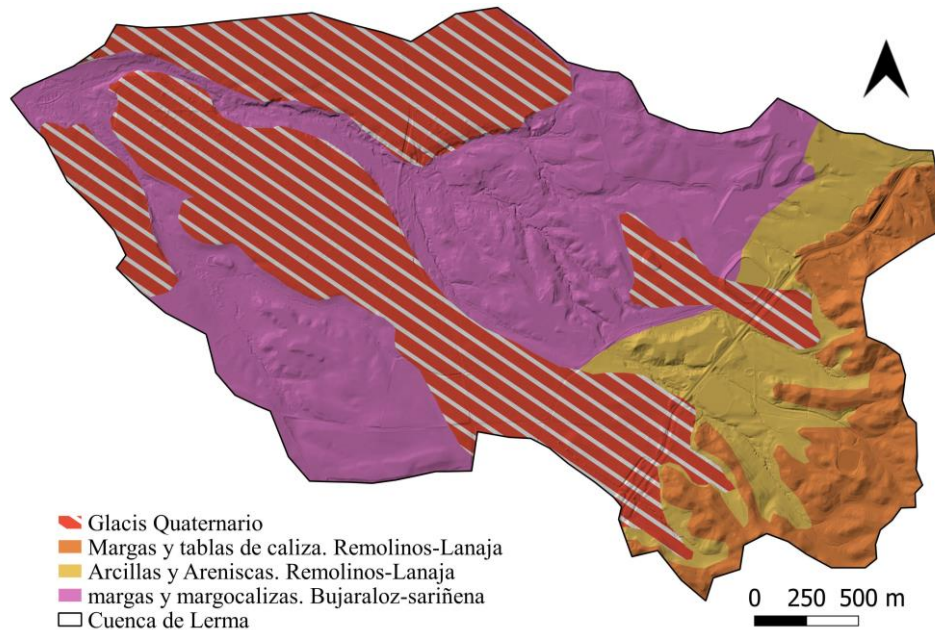 Glacis Quaternario
Margas y tablas de caliza. Remolinos-Lanaja
Arcillas y Areniscas. Remolinos-Lanaja
margas y margocalizas. Bujaraloz-sariñena
Cuenca de Lerma
0 250 500 m